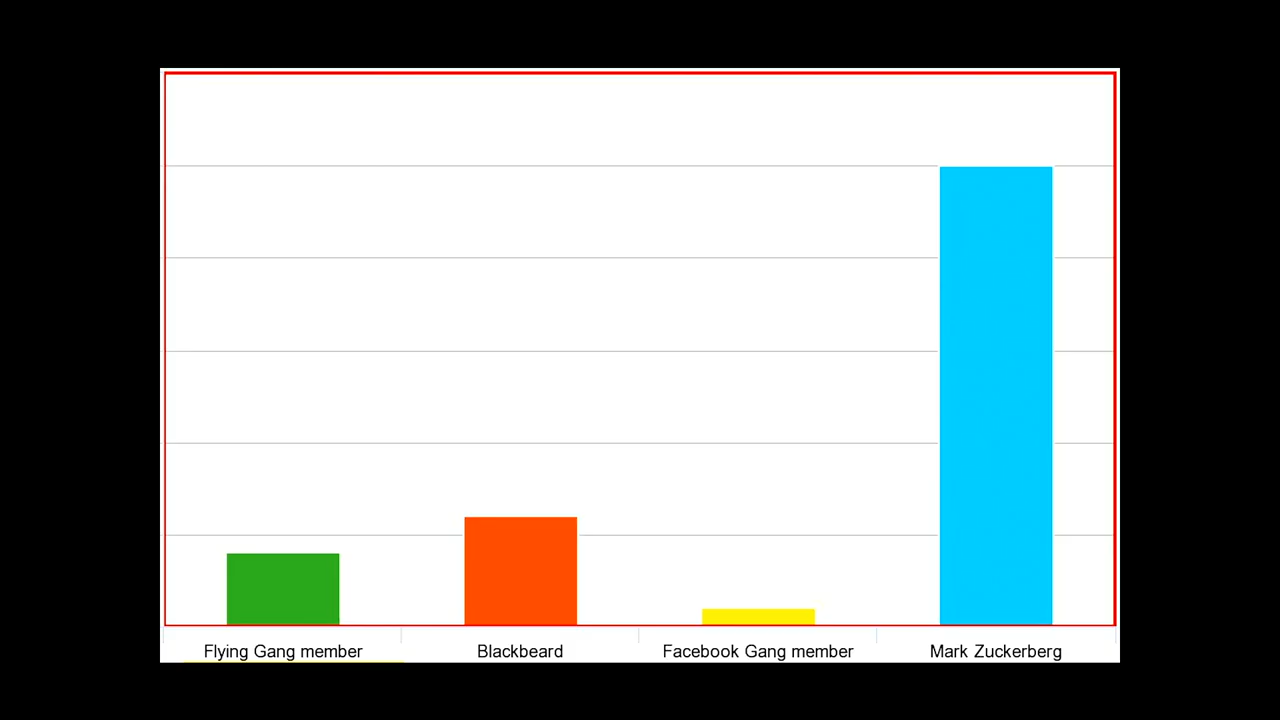 Flying Gang member
Blackbeard
Facebook Gang member
Mark Zuckerberg